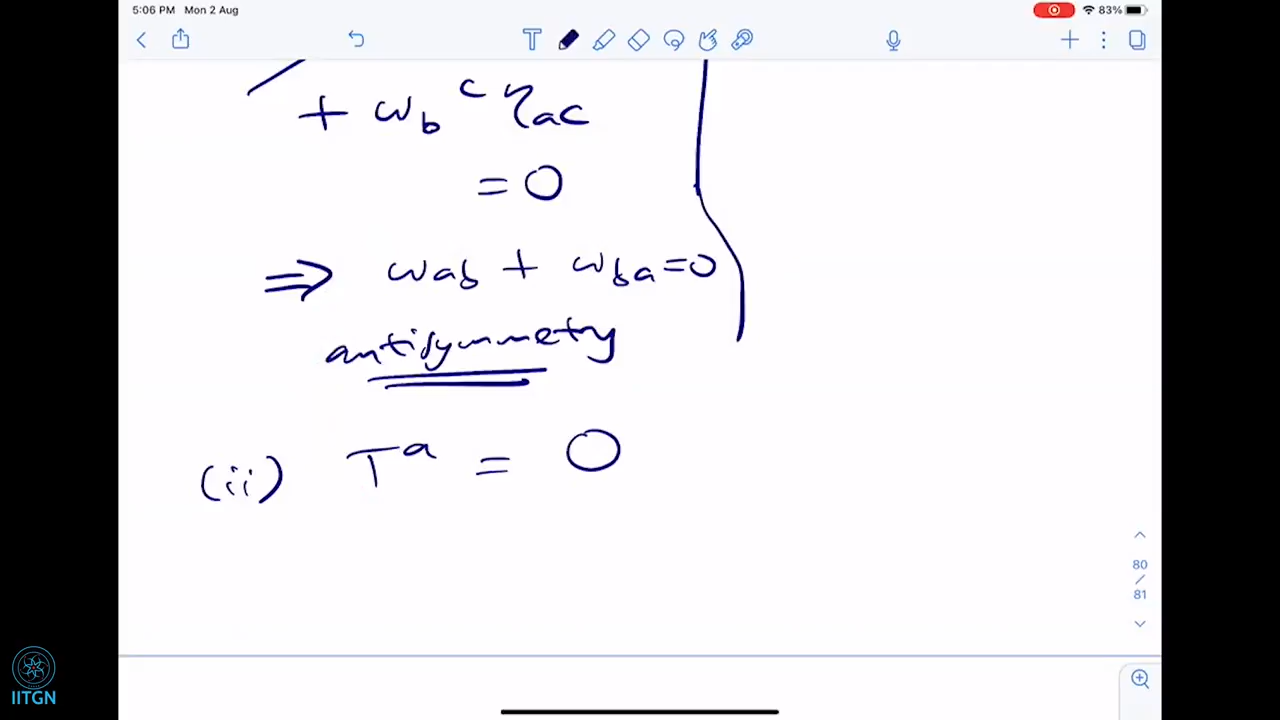 5:06 PM Mon 2 Aug 83%
+ ω_b^c η_ac
= 0
⇒ ω_ab + ω_ba = 0
antisymmetry
(ii) T^a = 0
80
/
81
IITGN